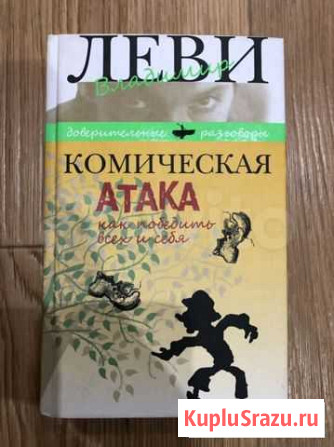 ЛЕВИ
Владимир
доверительные разговоры
КОМИЧЕСКАЯ
АТАКА
как победить
всех и себя
KupluSrazu.ru